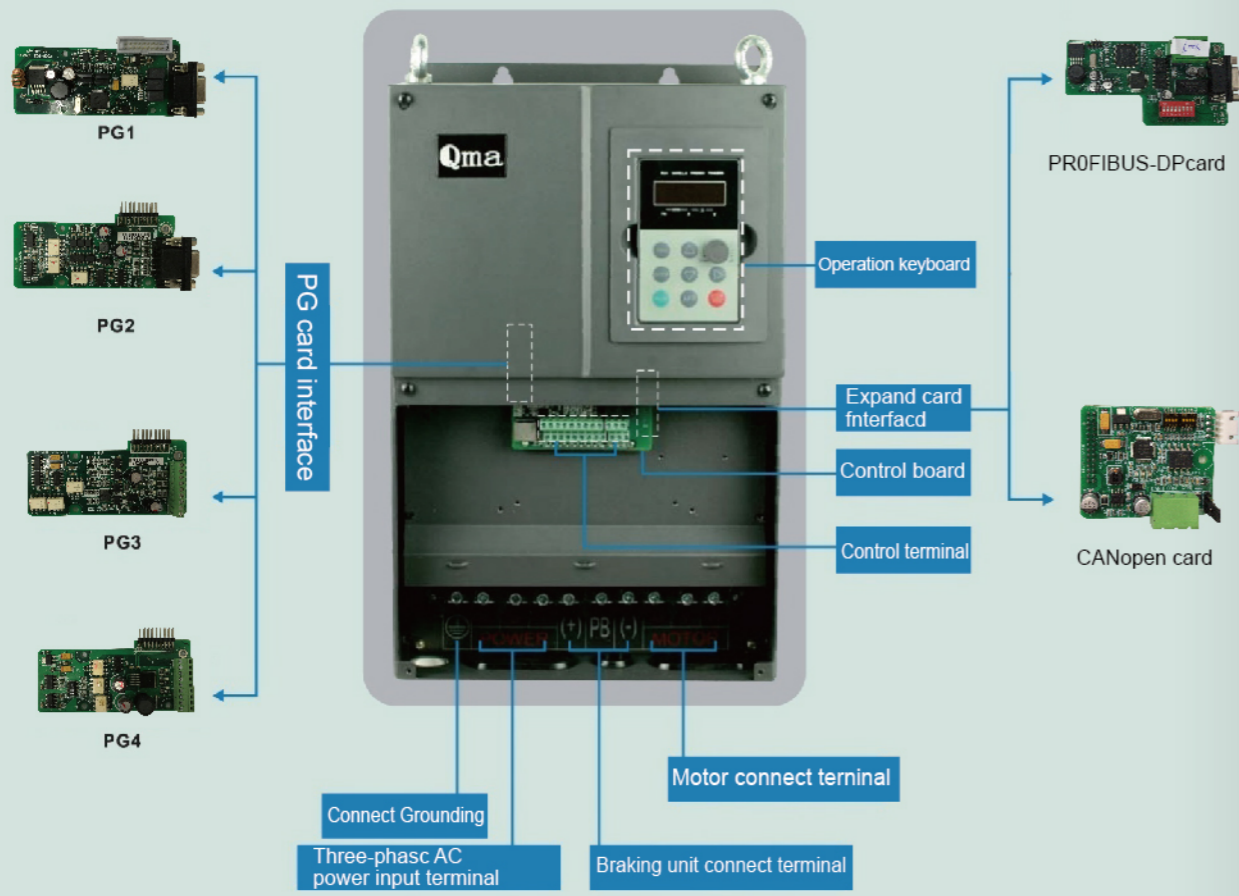 PG1
PG2
PG3
PG4
PG card interface
Qma
Operation keyboard
Expand card
fnterfacd
Control board
Control terminal
PR0FIBUS-DPcard
CANopen card
POWER
(+)
PB
(-)
MOTOR
Motor connect terninal
Connect Grounding
Three-phasc AC
power input terminal
Braking unit connect terminal